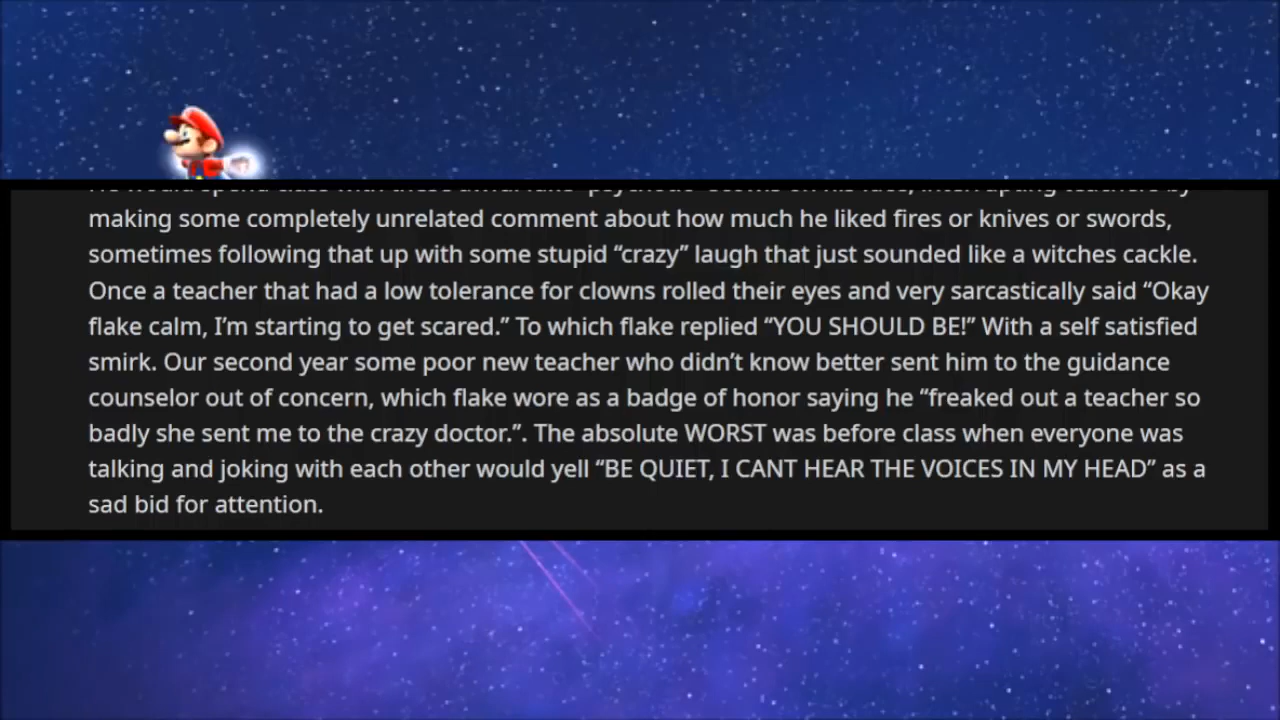 making some completely unrelated comment about how much he liked fires or knives or swords,
sometimes following that up with some stupid “crazy” laugh that just sounded like a witches cackle.
Once a teacher that had a low tolerance for clowns rolled their eyes and very sarcastically said “Okay
flake calm, I’m starting to get scared.” To which flake replied “YOU SHOULD BE!” With a self satisfied
smirk. Our second year some poor new teacher who didn’t know better sent him to the guidance
counselor out of concern, which flake wore as a badge of honor saying he “freaked out a teacher so
badly she sent me to the crazy doctor.”. The absolute WORST was before class when everyone was
talking and joking with each other would yell “BE QUIET, I CANT HEAR THE VOICES IN MY HEAD” as a
sad bid for attention.